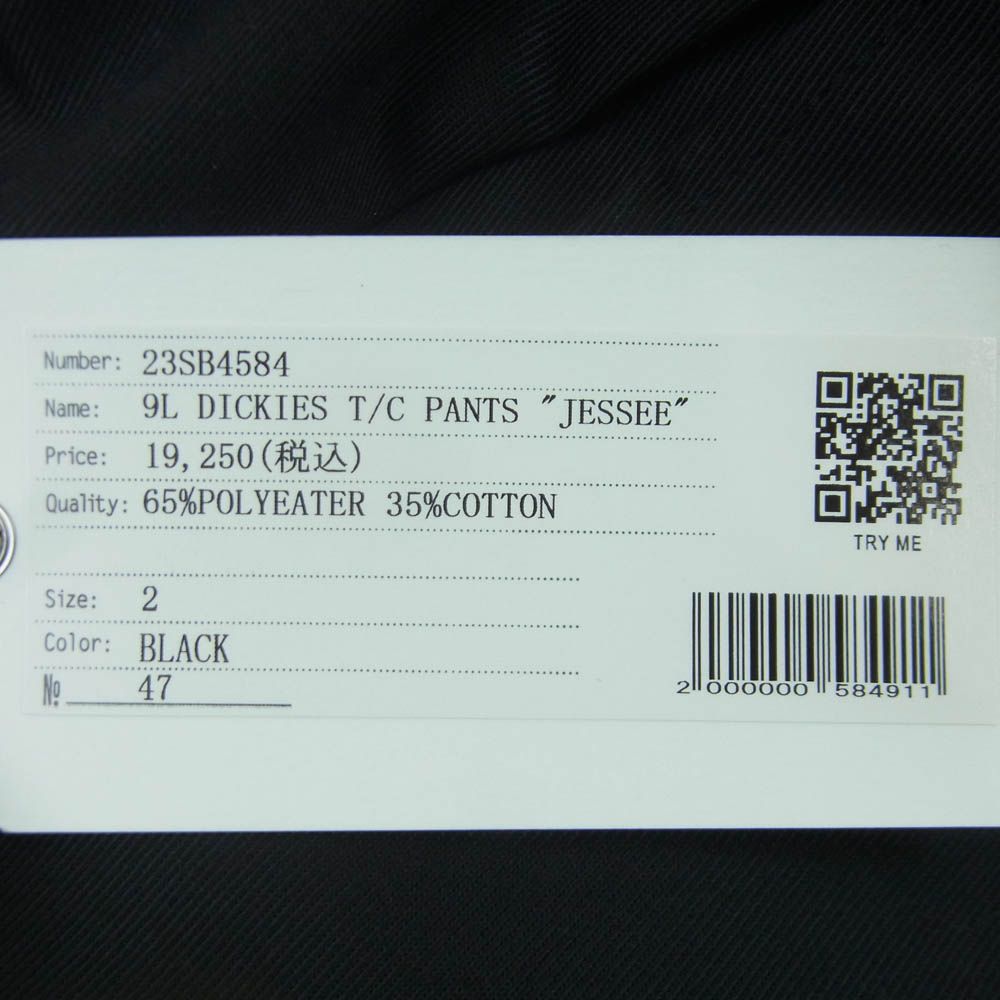 Number: 23SB4584
Name: 9L DICKIES T/C PANTS "JESSEE"
Price: 19,250(税込)
Quality: 65%POLYEATER 35%COTTON
TRY ME
Size: 2
Color: BLACK
№ 47
2 000000 584911